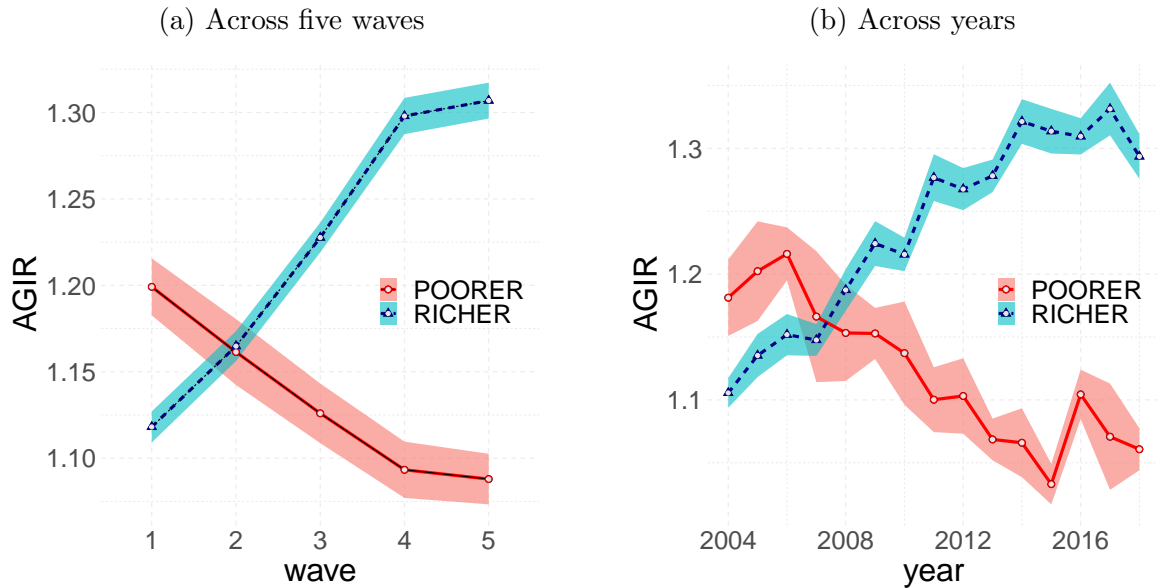 (a) Across five waves
1.30
1.25
1.20
1.15
1.10
AGIR
POORER
RICHER
1 2 3 4 5
wave
(b) Across years
1.3
1.2
1.1
AGIR
POORER
RICHER
2004 2008 2012 2016
year